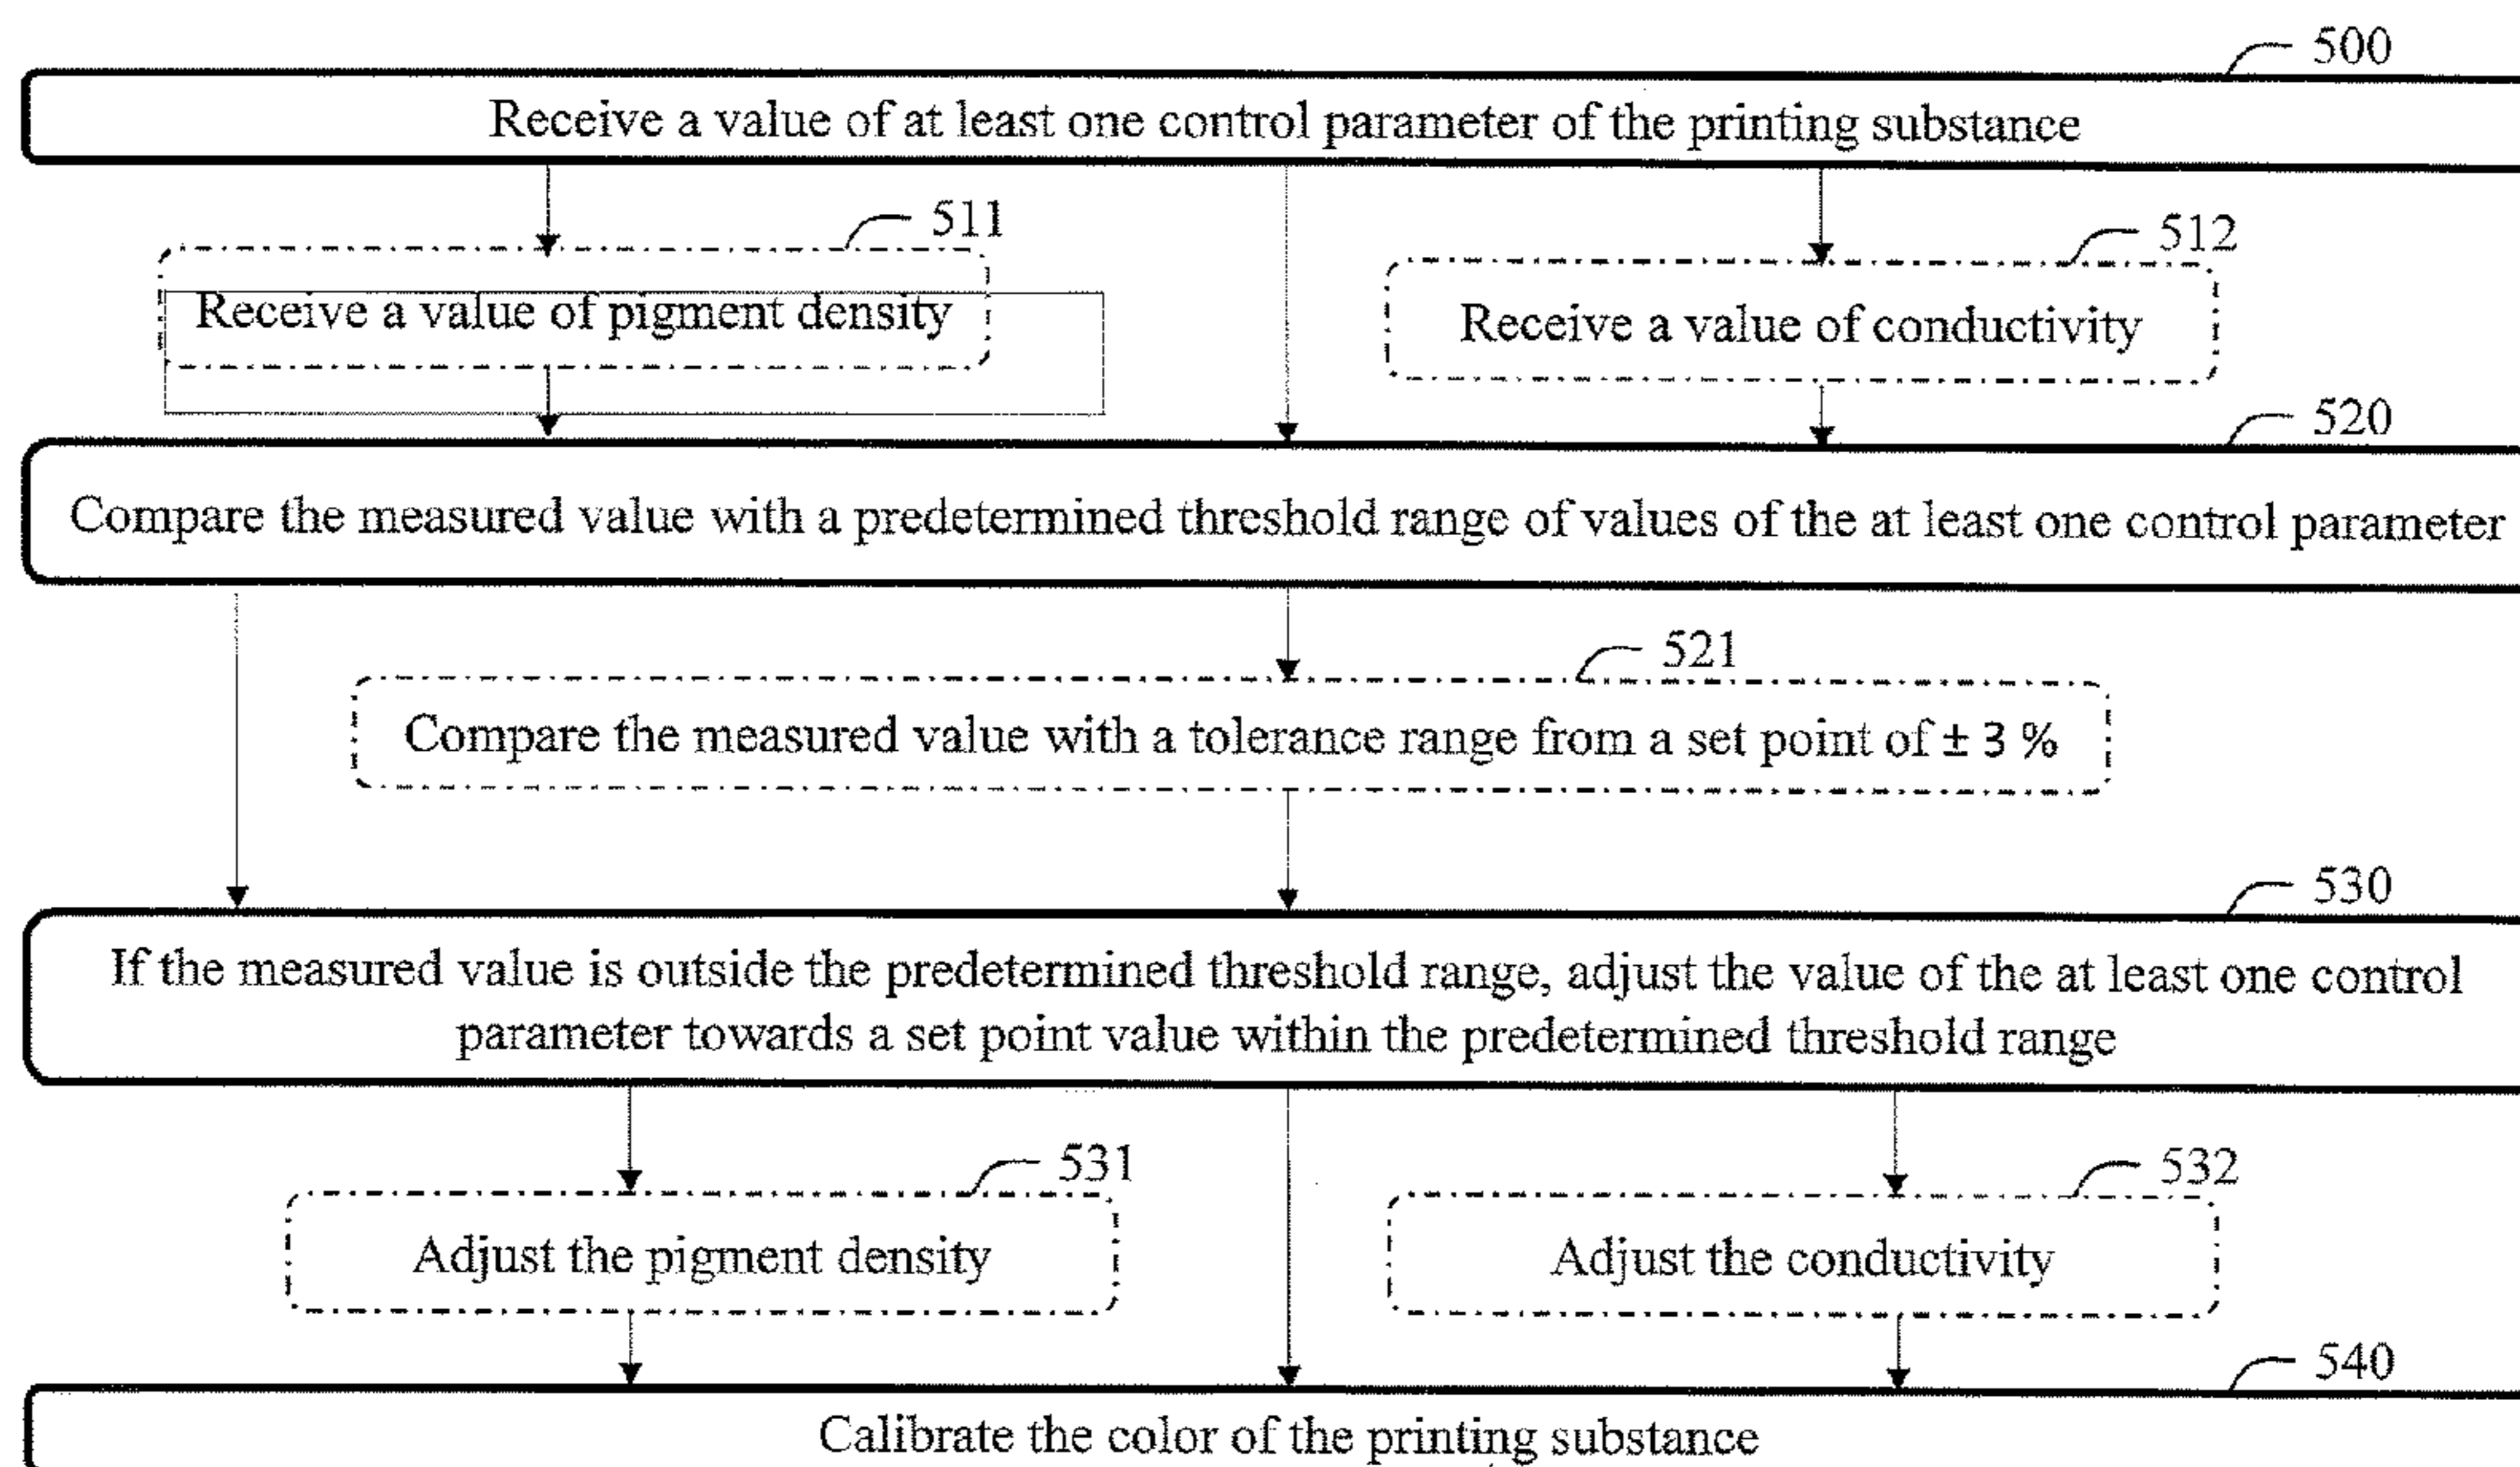 500
Receive a value of at least one control parameter of the printing substance
511
512
Receive a value of pigment density
Receive a value of conductivity
520
Compare the measured value with a predetermined threshold range of values of the at least one control parameter
521
Compare the measured value with a tolerance range from a set point of ± 3 %
530
If the measured value is outside the predetermined threshold range, adjust the value of the at least one control
parameter towards a set point value within the predetermined threshold range
531
532
Adjust the pigment density
Adjust the conductivity
540
Calibrate the color of the printing substance